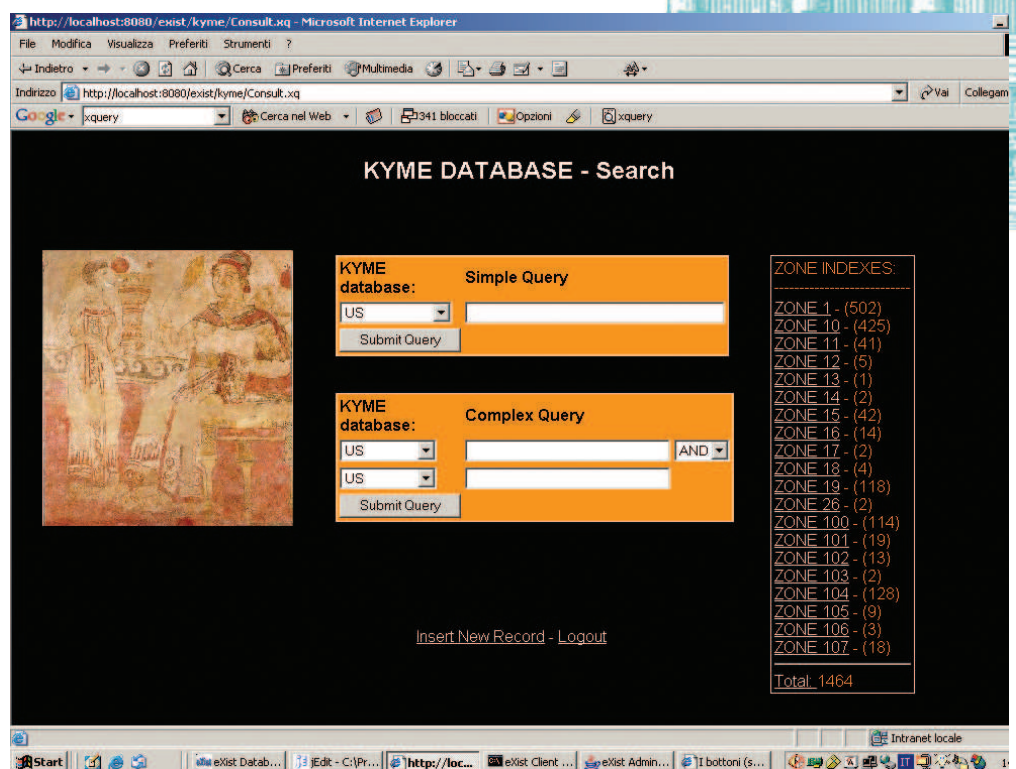 http://localhost:8080/exist/kyme/Consult.xq - Microsoft Internet Explorer
File Modifica Visualizza Preferiti Strumenti ?
Indietro Cerca Preferiti Multimedia
Indirizzo http://localhost:8080/exist/kyme/Consult.xq Vai Collegam
Google xquery Cerca nel Web 341 bloccati Opzioni xquery
KYME DATABASE - Search
KYME database: Simple Query
US
Submit Query
KYME database: Complex Query
US AND
US
Submit Query
Insert New Record - Logout
ZONE INDEXES:
-------------------------
ZONE 1 - (502)
ZONE 10 - (425)
ZONE 11 - (41)
ZONE 12 - (5)
ZONE 13 - (1)
ZONE 14 - (2)
ZONE 15 - (42)
ZONE 16 - (14)
ZONE 17 - (2)
ZONE 18 - (4)
ZONE 19 - (118)
ZONE 26 - (2)
ZONE 100 - (114)
ZONE 101 - (19)
ZONE 102 - (13)
ZONE 103 - (2)
ZONE 104 - (128)
ZONE 105 - (9)
ZONE 106 - (3)
ZONE 107 - (18)
Total: 1464
Intranet locale
Start eXist Datab... jEdit - C:\Pr... http://loc... eXist Client ... eXist Admin... I bottoni (s... IT